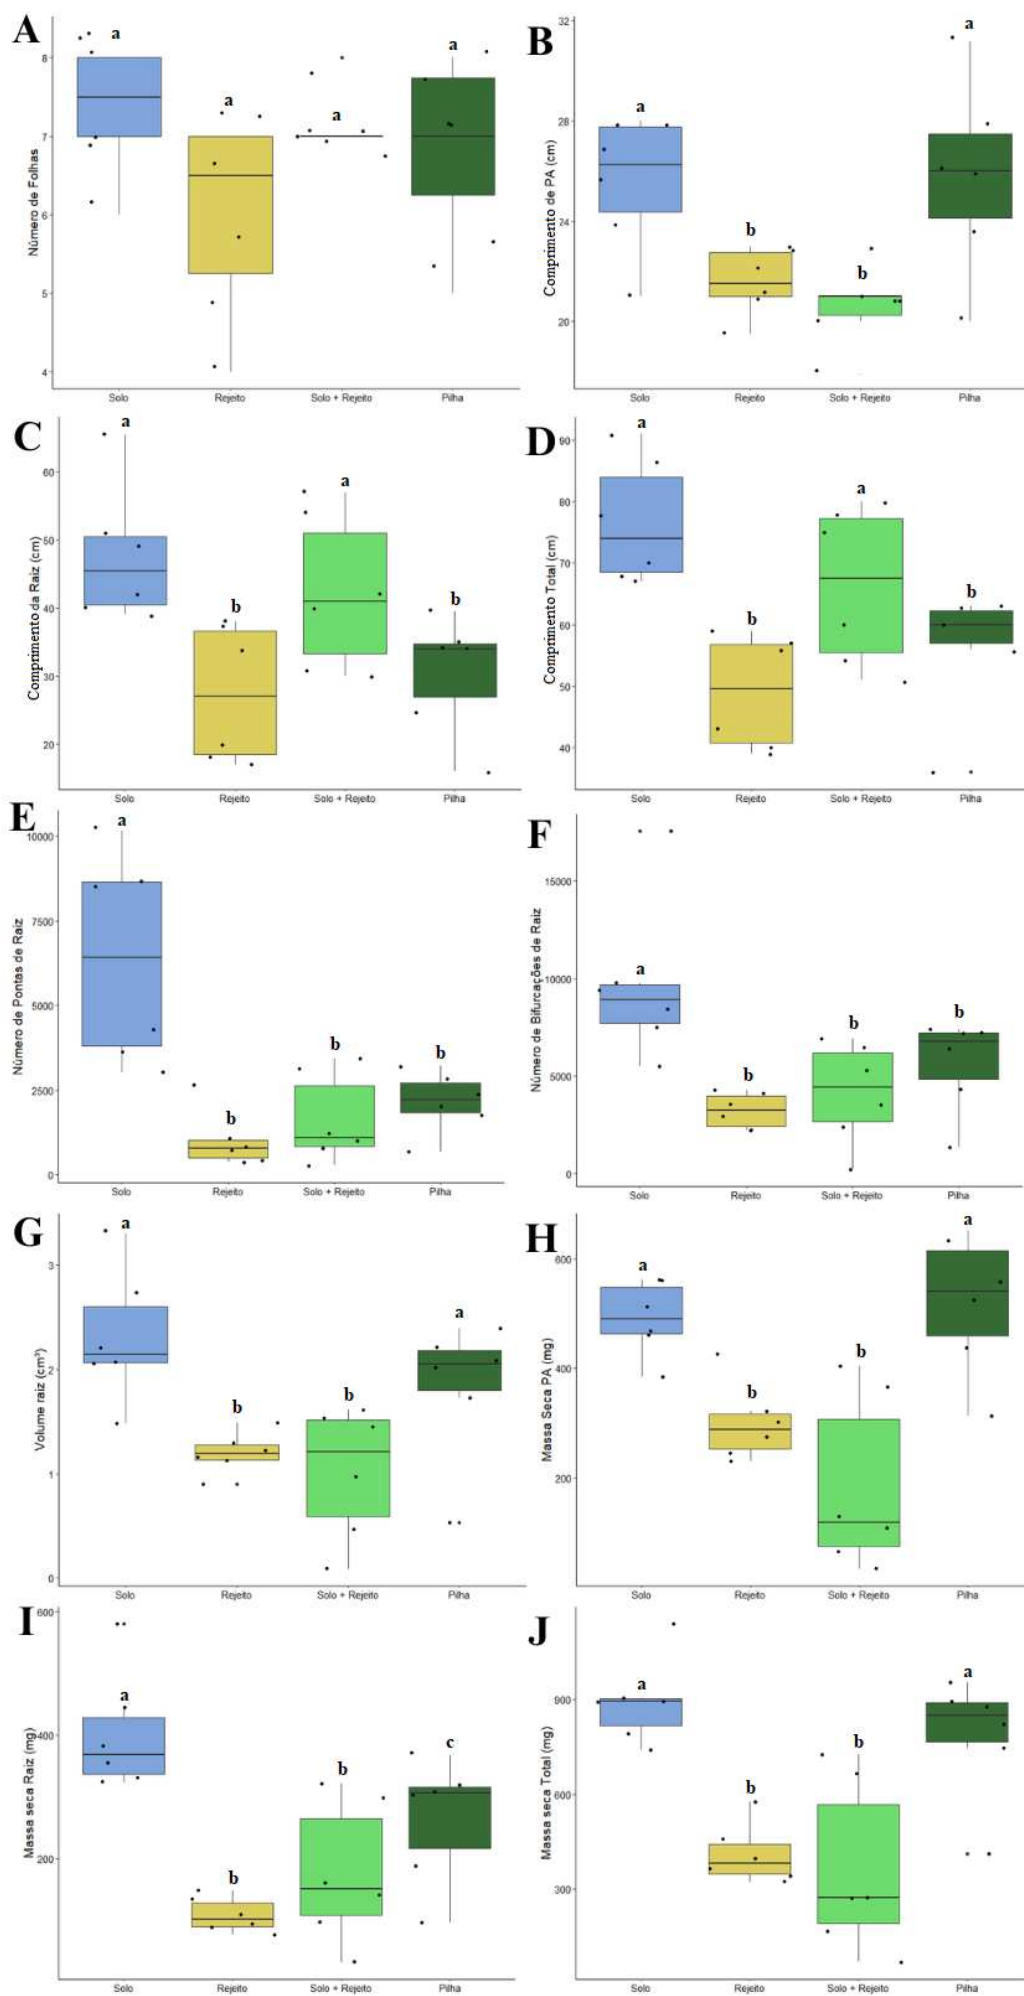 A
8
7
6
5
4
Número de Folhas
a
a
a
a
Solo
Rejeito
Solo + Rejeito
Pilha
B
32
28
24
20
Comprimento de PA (cm)
a
b
b
a
Solo
Rejeito
Solo + Rejeito
Pilha
C
60
50
40
30
20
Comprimento da Raiz (cm)
a
b
a
b
Solo
Rejeito
Solo + Rejeito
Pilha
D
90
80
70
60
50
40
Comprimento Total (cm)
a
b
a
b
Solo
Rejeito
Solo + Rejeito
Pilha
E
10000
7500
5000
2500
0
Número de Pontas de Raiz
a
b
b
b
Solo
Rejeito
Solo + Rejeito
Pilha
F
15000
10000
5000
0
Número de Bifurcações de Raiz
a
b
b
b
Solo
Rejeito
Solo + Rejeito
Pilha
G
3
2
1
0
Volume raiz (cm³)
a
b
b
a
Solo
Rejeito
Solo + Rejeito
Pilha
H
600
400
200
Massa Seca PA (mg)
a
b
b
a
Solo
Rejeito
Solo + Rejeito
Pilha
I
600
400
200
Massa seca Raiz (mg)
a
b
b
c
Solo
Rejeito
Solo + Rejeito
Pilha
J
900
600
300
Massa seca Total (mg)
a
b
b
a
Solo
Rejeito
Solo + Rejeito
Pilha